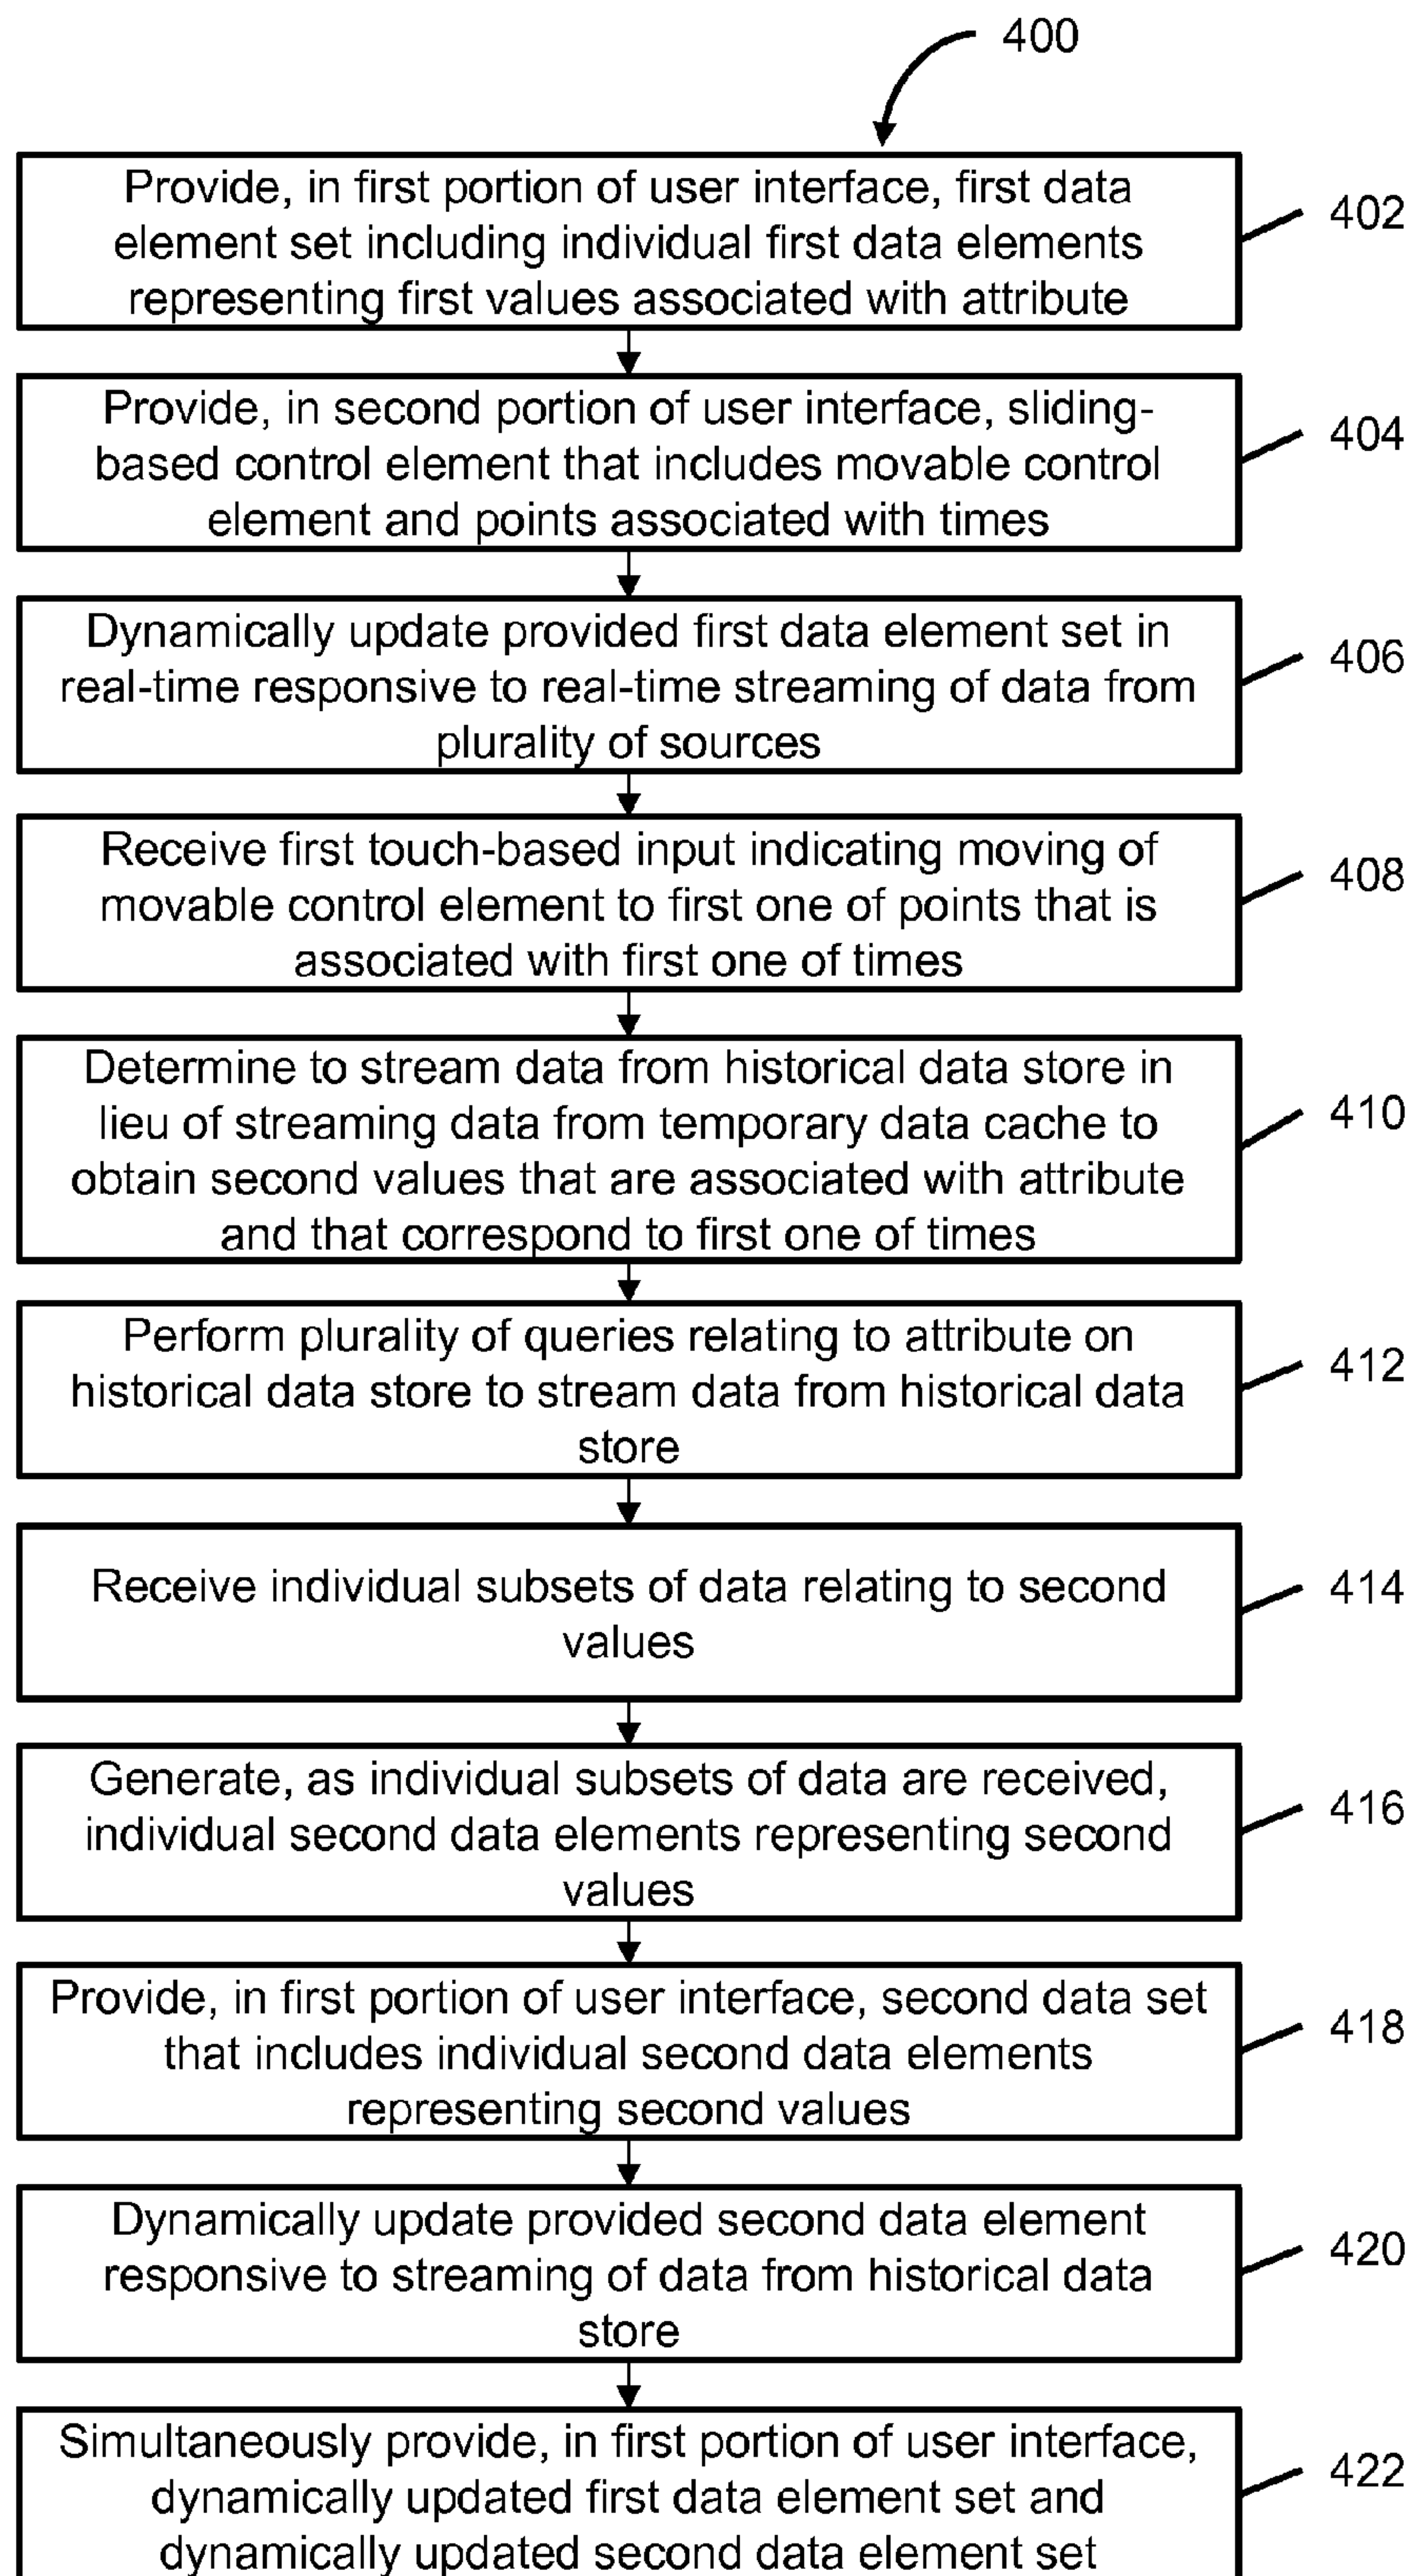 400
Provide, in first portion of user interface, first data
element set including individual first data elements
representing first values associated with attribute
402
Provide, in second portion of user interface, sliding-
based control element that includes movable control
element and points associated with times
404
Dynamically update provided first data element set in
real-time responsive to real-time streaming of data from
plurality of sources
406
Receive first touch-based input indicating moving of
movable control element to first one of points that is
associated with first one of times
408
Determine to stream data from historical data store in
lieu of streaming data from temporary data cache to
obtain second values that are associated with attribute
and that correspond to first one of times
410
Perform plurality of queries relating to attribute on
historical data store to stream data from historical data
store
412
Receive individual subsets of data relating to second
values
414
Generate, as individual subsets of data are received,
individual second data elements representing second
values
416
Provide, in first portion of user interface, second data set
that includes individual second data elements
representing second values
418
Dynamically update provided second data element
responsive to streaming of data from historical data
store
420
Simultaneously provide, in first portion of user interface,
dynamically updated first data element set and
dynamically updated second data element set
422